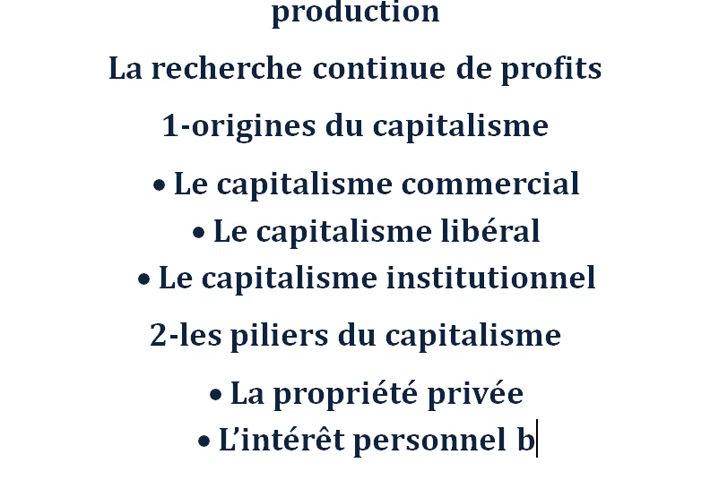 production
La recherche continue de profits
1-origines du capitalisme
• Le capitalisme commercial
• Le capitalisme libéral
• Le capitalisme institutionnel
2-les piliers du capitalisme
• La propriété privée
• L’intérêt personnel b